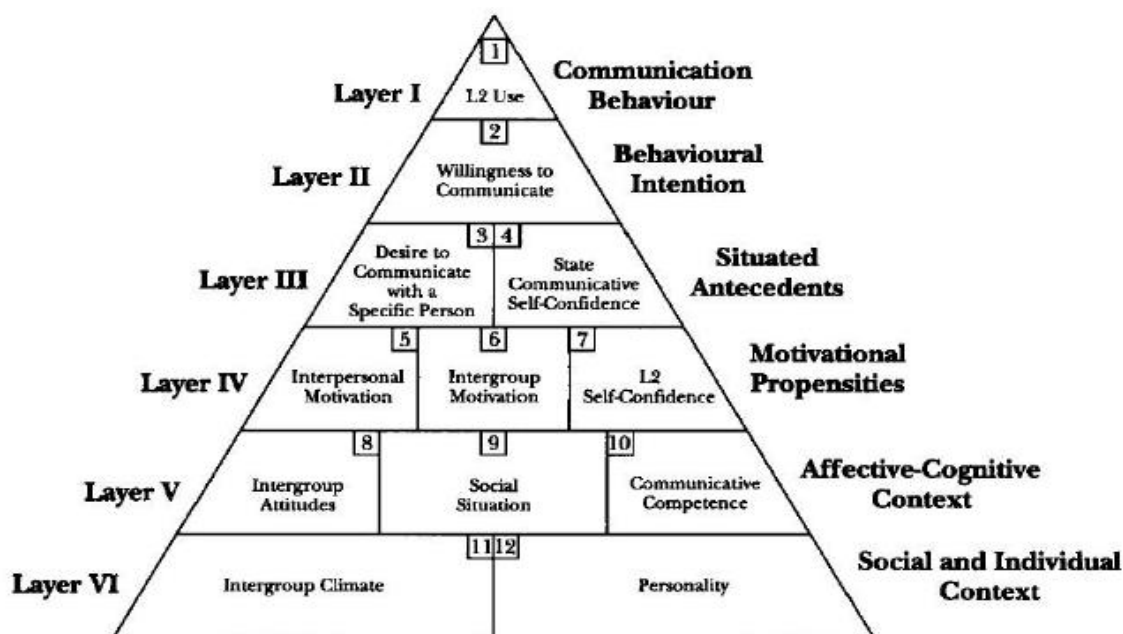 1
Layer I
L2 Use
Communication
Behaviour
2
Layer II
Willingness to
Communicate
Behavioural
Intention
3 4
Layer III
Desire to
Communicate
with a
Specific Person
State
Communicative
Self-Confidence
Situated
Antecedents
5 6 7
Layer IV
Interpersonal
Motivation
Intergroup
Motivation
L2
Self-Confidence
Motivational
Propensities
8 9 10
Layer V
Intergroup
Attitudes
Social
Situation
Communicative
Competence
Affective-Cognitive
Context
11 12
Layer VI
Intergroup Climate
Personality
Social and Individual
Context